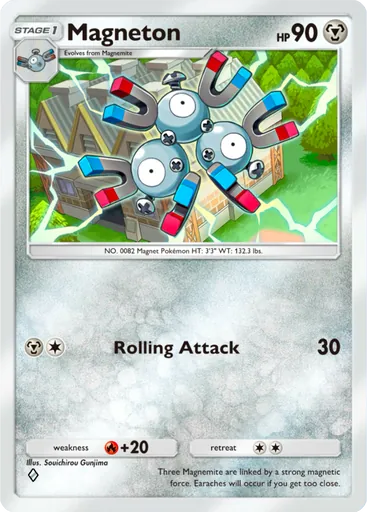 STAGE 1
Magneton
HP 90
Evolves from Magnemite
NO. 0082 Magnet Pokémon HT: 3'3" WT: 132.3 lbs.
Rolling Attack 30
weakness +20 retreat
Illus. Souichirou Gunjima
Three Magnemite are linked by a strong magnetic
force. Earaches will occur if you get too close.